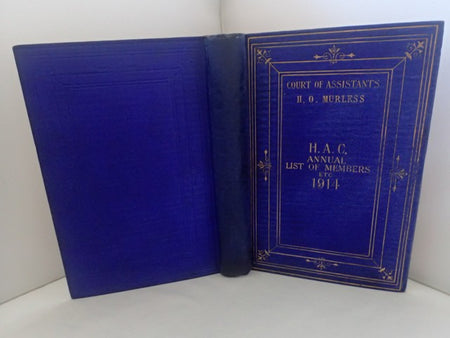 COURT OF ASSISTANTS
H. O. MURLESS
H. A. C.
ANNUAL
LIST OF MEMBERS
ETC
1914